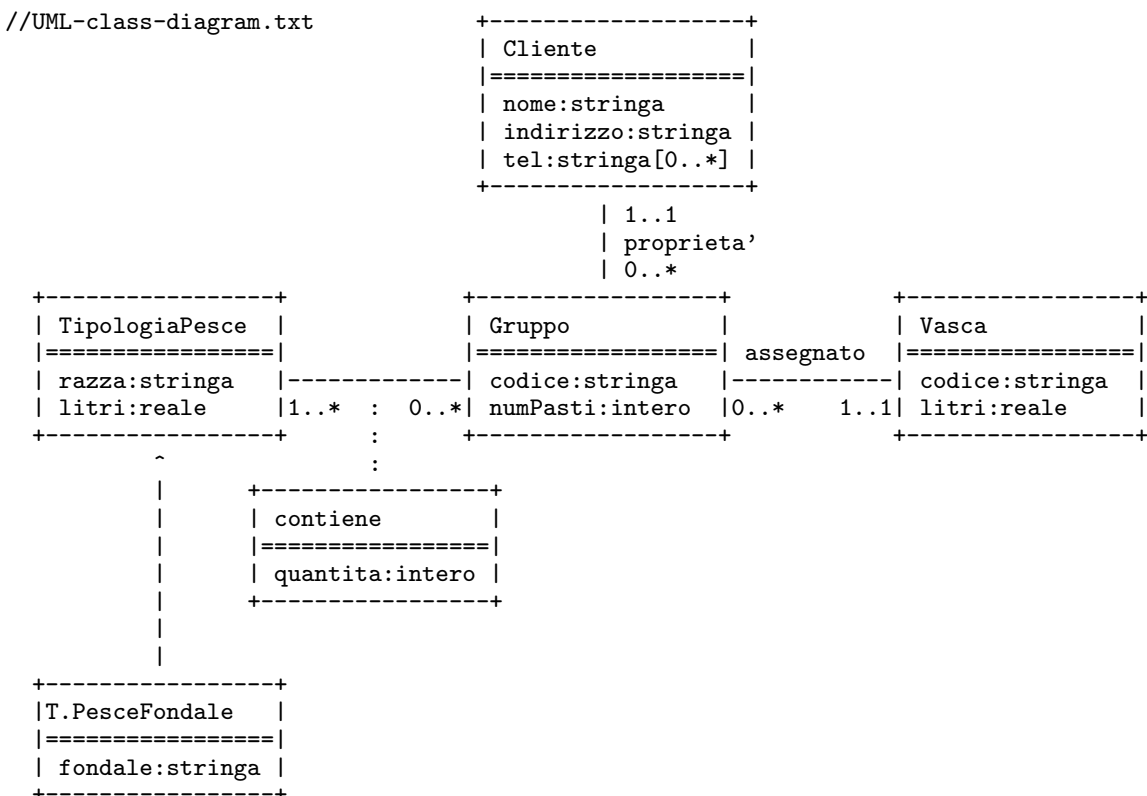 //UML-class-diagram.txt +-------------------+
| Cliente |
|===================|
| nome:stringa |
| indirizzo:stringa |
| tel:stringa[0..*] |
+-------------------+
| 1..1
| proprieta’
| 0..*
+-----------------+ +------------------+ +-----------------+
| TipologiaPesce | | Gruppo | | Vasca |
|=================| |==================| assegnato |=================|
| razza:stringa |-------------| codice:stringa |------------| codice:stringa |
| litri:reale |1..* : 0..*| numPasti:intero |0..* 1..1| litri:reale |
+-----------------+ : +------------------+ +-----------------+
^ :
| +-----------------+
| | contiene |
| |=================|
| | quantita:intero |
| +-----------------+
|
|
+-----------------+
|T.PesceFondale |
|=================|
| fondale:stringa |
+-----------------+